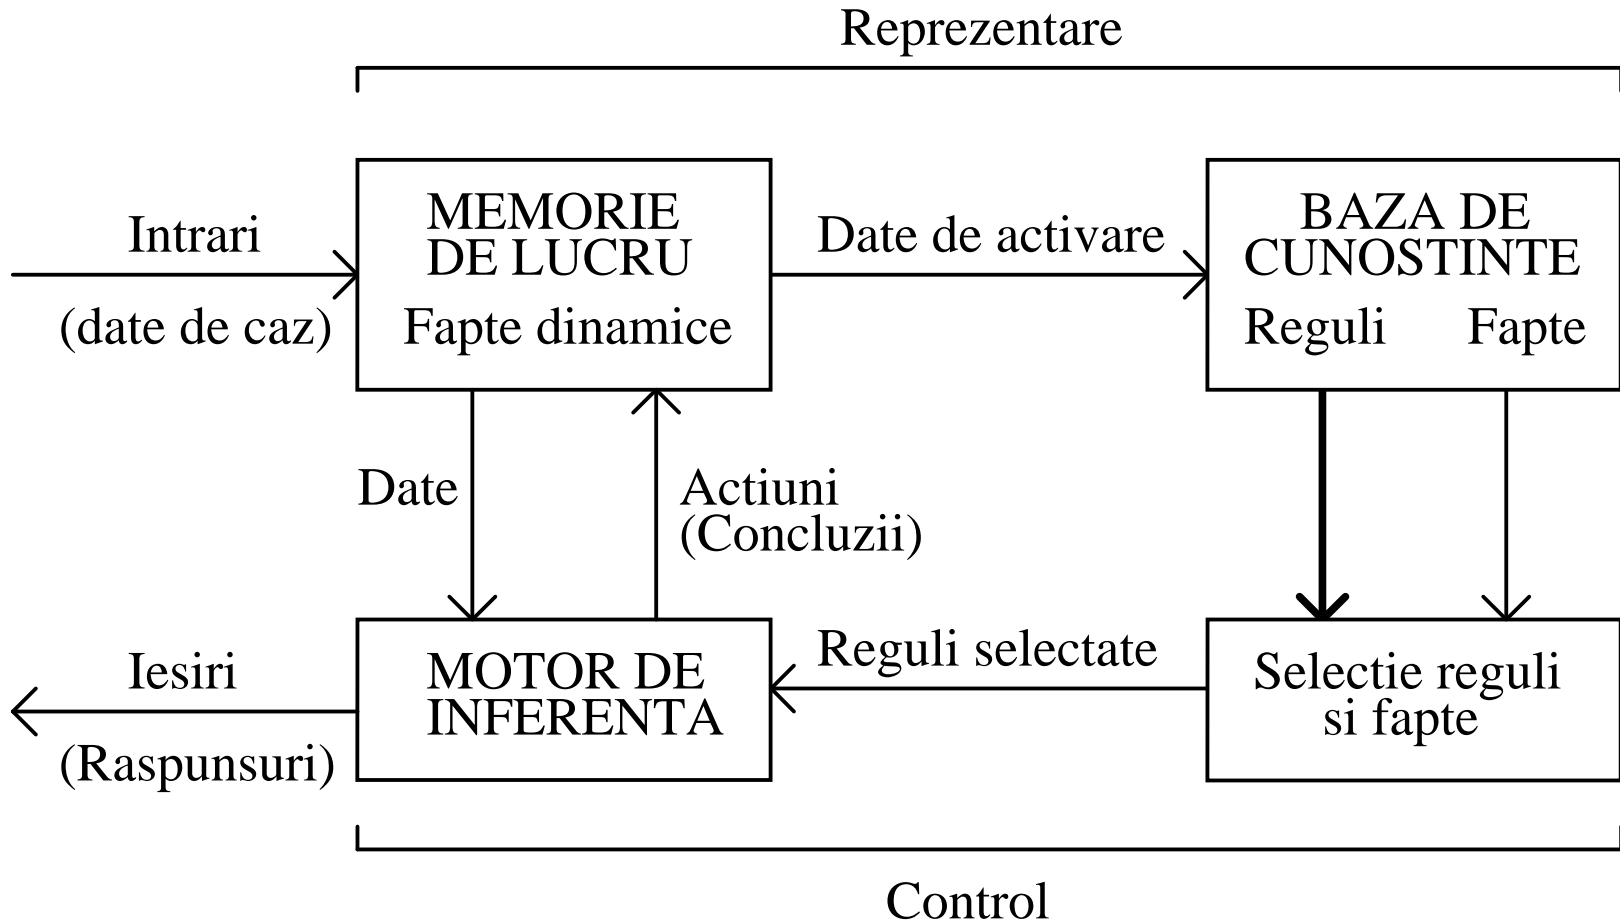 Reprezentare
Intrari
(date de caz)
MEMORIE
DE LUCRU
Fapte dinamice
Date de activare
BAZA DE
CUNOSTINTE
Reguli Fapte
Date
Actiuni
(Concluzii)
Iesiri
(Raspunsuri)
MOTOR DE
INFERENTA
Reguli selectate
Selectie reguli
si fapte
Control